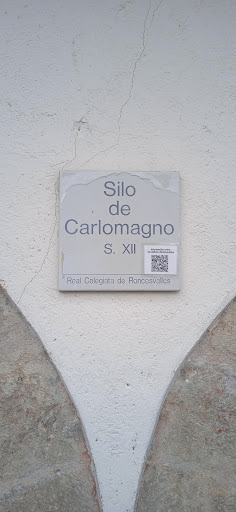 Silo
de
Carlomagno
S. XII
Real Colegiata de Roncesvalles